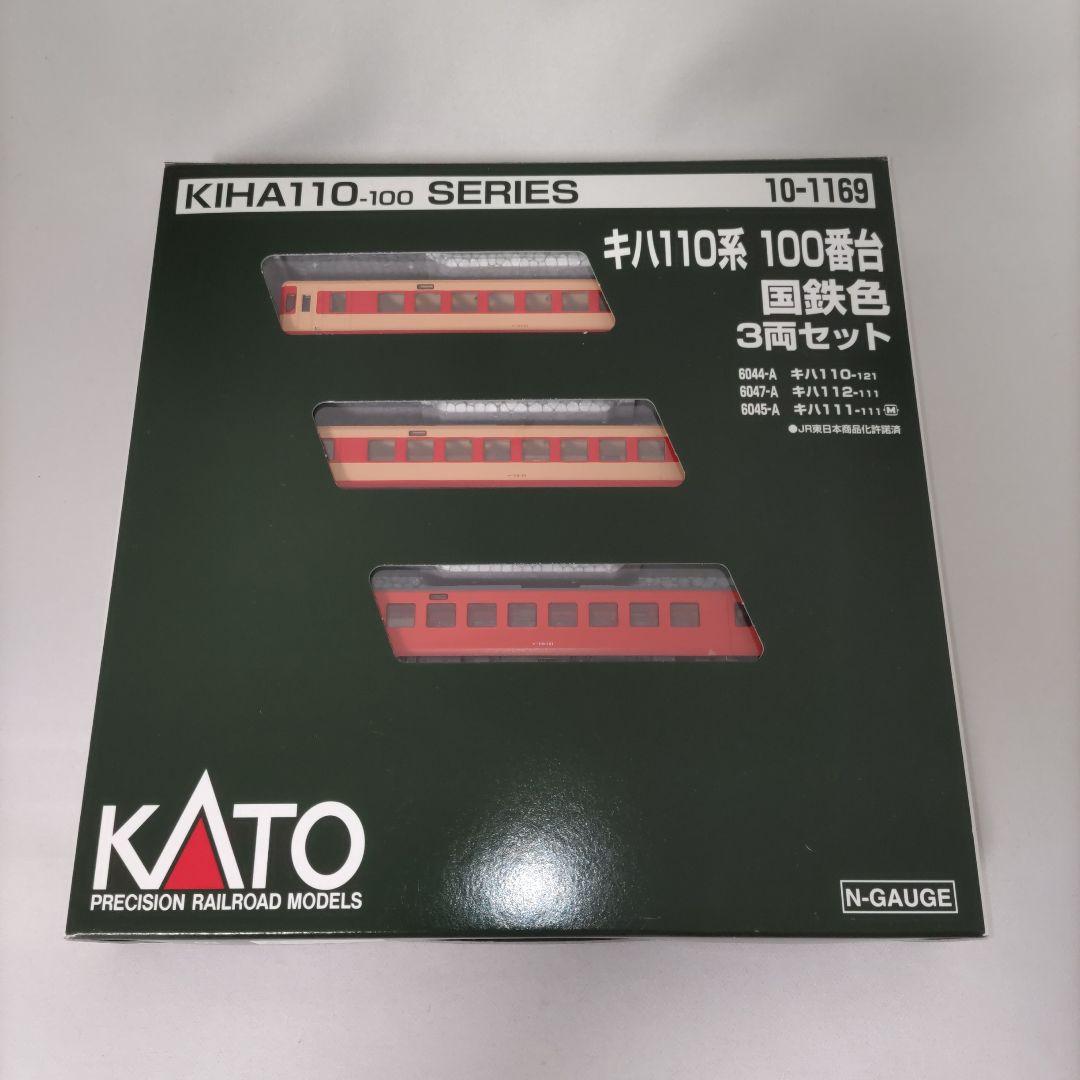 KIHA110-100 SERIES 10-1169
キハ110系 100番台
国鉄色
3両セット
6044-A キハ110-121
6047-A キハ112-111
6045-A キハ111-111 M
●JR東日本商品化許諾済
KATO
PRECISION RAILROAD MODELS
N-GAUGE